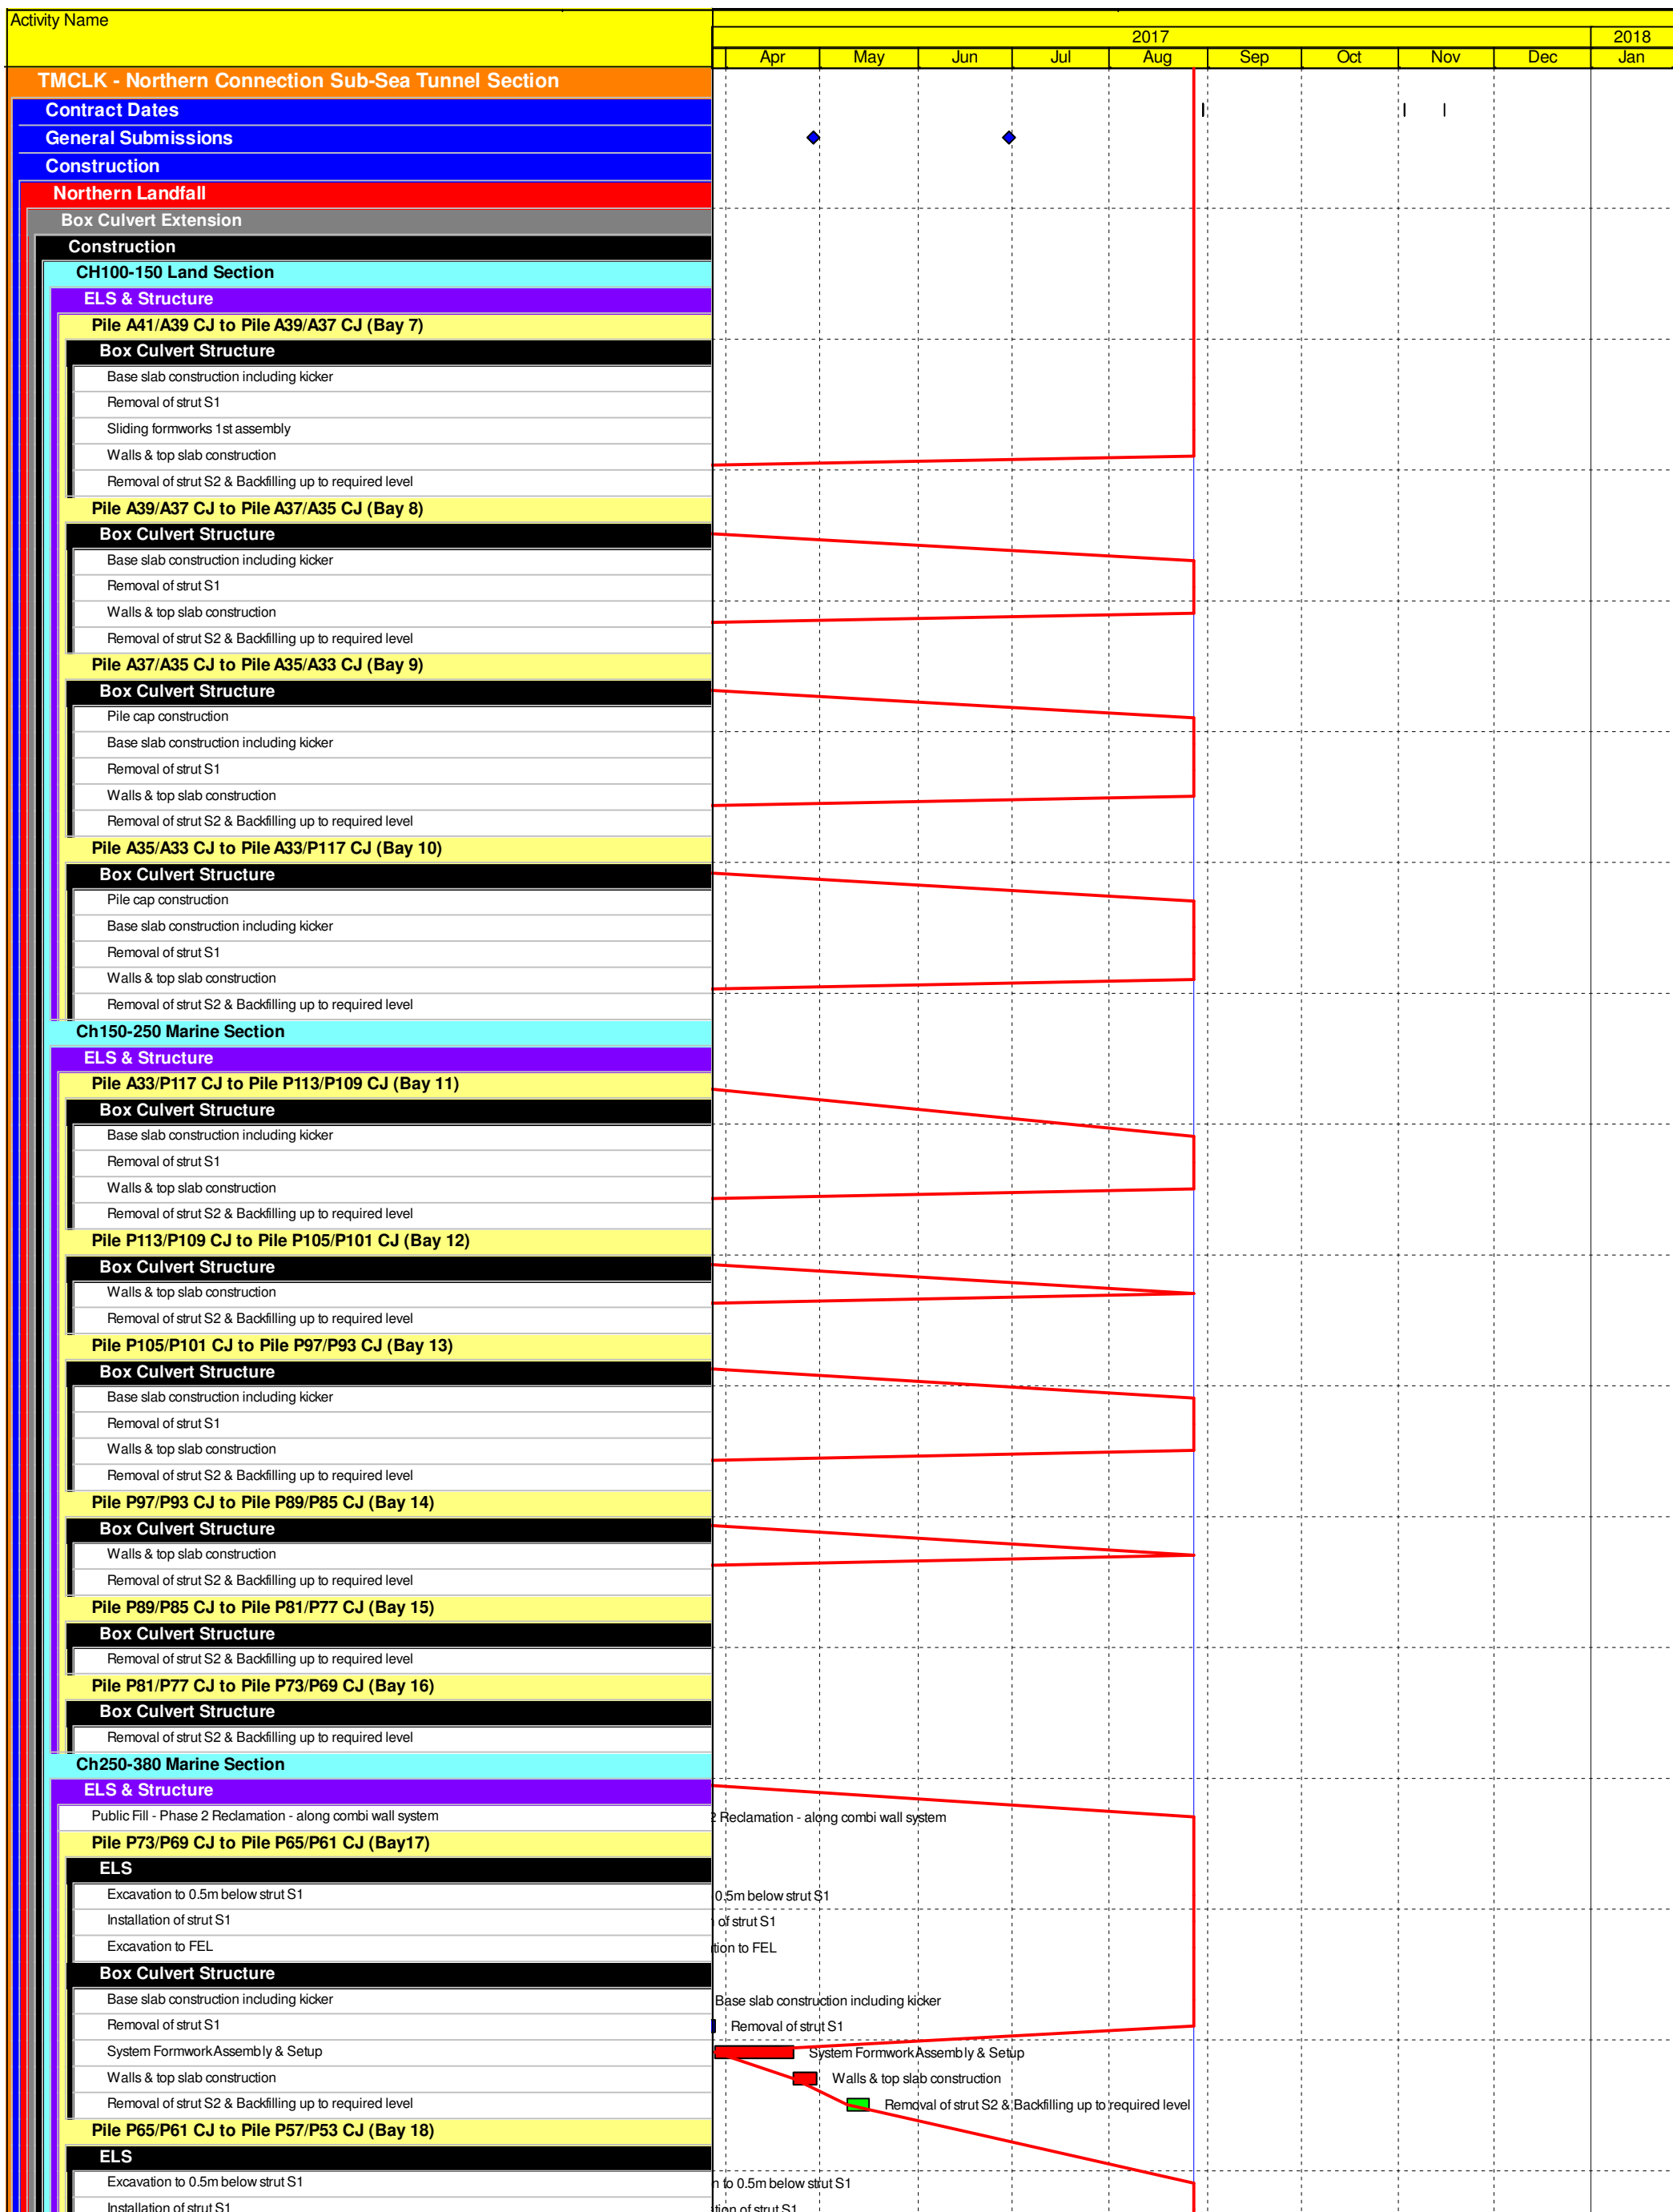 Activity Name
2017 2018
Apr May Jun Jul Aug Sep Oct Nov Dec Jan
TMCLK - Northern Connection Sub-Sea Tunnel Section
Contract Dates
General Submissions
Construction
Northern Landfall
Box Culvert Extension
Construction
CH100-150 Land Section
ELS & Structure
Pile A41/A39 CJ to Pile A39/A37 CJ (Bay 7)
Box Culvert Structure
Base slab construction including kicker
Removal of strut S1
Sliding formworks 1st assembly
Walls & top slab construction
Removal of strut S2 & Backfilling up to required level
Pile A39/A37 CJ to Pile A37/A35 CJ (Bay 8)
Box Culvert Structure
Base slab construction including kicker
Removal of strut S1
Walls & top slab construction
Removal of strut S2 & Backfilling up to required level
Pile A37/A35 CJ to Pile A35/A33 CJ (Bay 9)
Box Culvert Structure
Pile cap construction
Base slab construction including kicker
Removal of strut S1
Walls & top slab construction
Removal of strut S2 & Backfilling up to required level
Pile A35/A33 CJ to Pile A33/P117 CJ (Bay 10)
Box Culvert Structure
Pile cap construction
Base slab construction including kicker
Removal of strut S1
Walls & top slab construction
Removal of strut S2 & Backfilling up to required level
Ch150-250 Marine Section
ELS & Structure
Pile A33/P117 CJ to Pile P113/P109 CJ (Bay 11)
Box Culvert Structure
Base slab construction including kicker
Removal of strut S1
Walls & top slab construction
Removal of strut S2 & Backfilling up to required level
Pile P113/P109 CJ to Pile P105/P101 CJ (Bay 12)
Box Culvert Structure
Walls & top slab construction
Removal of strut S2 & Backfilling up to required level
Pile P105/P101 CJ to Pile P97/P93 CJ (Bay 13)
Box Culvert Structure
Base slab construction including kicker
Removal of strut S1
Walls & top slab construction
Removal of strut S2 & Backfilling up to required level
Pile P97/P93 CJ to Pile P89/P85 CJ (Bay 14)
Box Culvert Structure
Walls & top slab construction
Removal of strut S2 & Backfilling up to required level
Pile P89/P85 CJ to Pile P81/P77 CJ (Bay 15)
Box Culvert Structure
Removal of strut S2 & Backfilling up to required level
Pile P81/P77 CJ to Pile P73/P69 CJ (Bay 16)
Box Culvert Structure
Removal of strut S2 & Backfilling up to required level
Ch250-380 Marine Section
ELS & Structure
Public Fill - Phase 2 Reclamation - along combi wall system 2 Reclamation - along combi wall system
Pile P73/P69 CJ to Pile P65/P61 CJ (Bay17)
ELS
Excavation to 0.5m below strut S1 0.5m below strut S1
Installation of strut S1 of strut S1
Excavation to FEL tion to FEL
Box Culvert Structure
Base slab construction including kicker Base slab construction including kicker
Removal of strut S1 Removal of strut S1
System Formwork Assembly & Setup System Formwork Assembly & Setup
Walls & top slab construction Walls & top slab construction
Removal of strut S2 & Backfilling up to required level Removal of strut S2 & Backfilling up to required level
Pile P65/P61 CJ to Pile P57/P53 CJ (Bay 18)
ELS
Excavation to 0.5m below strut S1 n to 0.5m below strut S1
Installation of strut S1 tion of strut S1